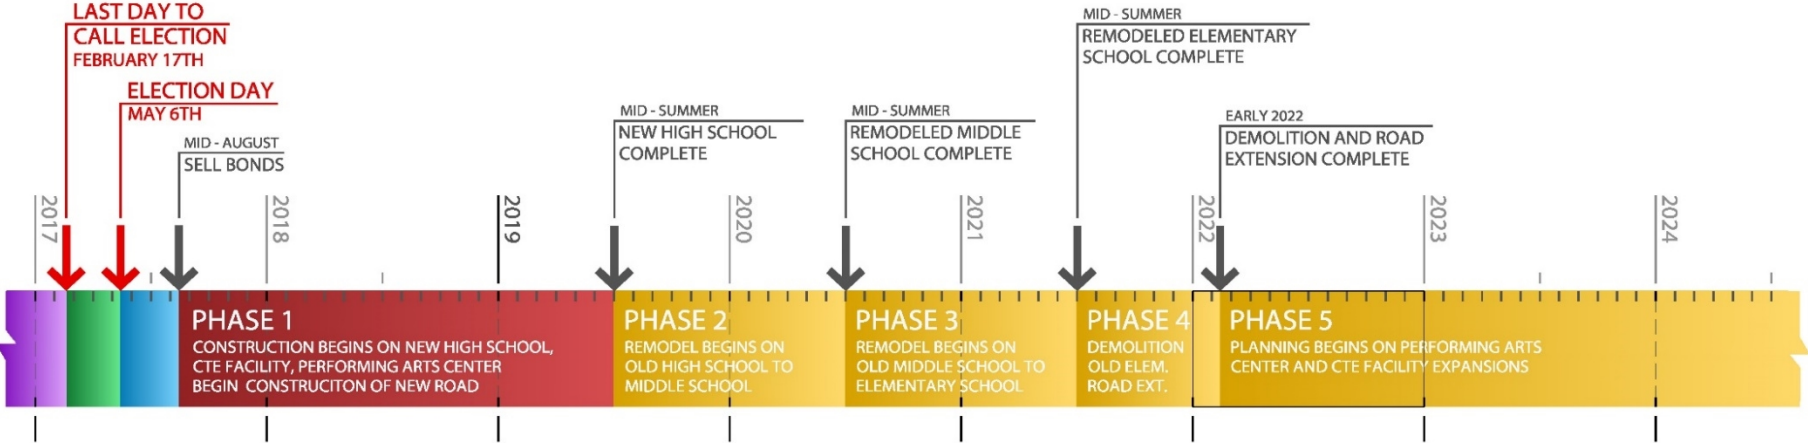 LAST DAY TO
CALL ELECTION
FEBRUARY 17TH
ELECTION DAY
MAY 6TH
MID - AUGUST
SELL BONDS
MID - SUMMER
NEW HIGH SCHOOL
COMPLETE
MID - SUMMER
REMODELED MIDDLE
SCHOOL COMPLETE
MID - SUMMER
REMODELED ELEMENTARY
SCHOOL COMPLETE
EARLY 2022
DEMOLITION AND ROAD
EXTENSION COMPLETE
2017
2018
2019
2020
2021
2022
2023
2024
PHASE 1
CONSTRUCTION BEGINS ON NEW HIGH SCHOOL,
CTE FACILITY, PERFORMING ARTS CENTER
BEGIN CONSTRUCITON OF NEW ROAD
PHASE 2
REMODEL BEGINS ON
OLD HIGH SCHOOL TO
MIDDLE SCHOOL
PHASE 3
REMODEL BEGINS ON
OLD MIDDLE SCHOOL TO
ELEMENTARY SCHOOL
PHASE 4
DEMOLITION
OLD ELEM.
ROAD EXT.
PHASE 5
PLANNING BEGINS ON PERFORMING ARTS
CENTER AND CTE FACILITY EXPANSIONS